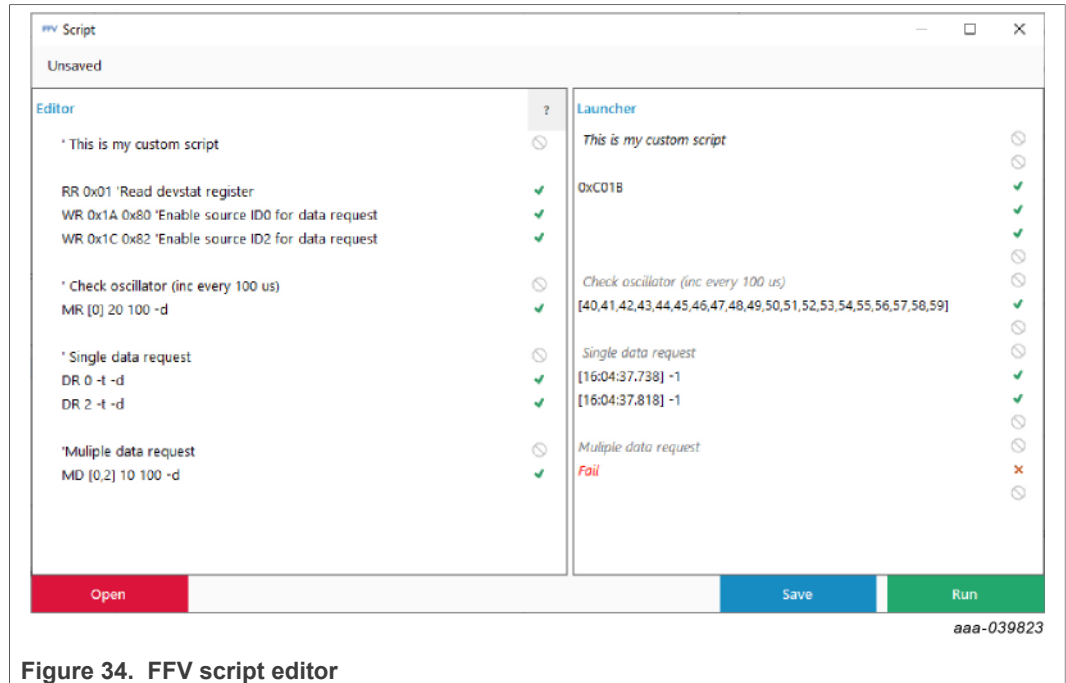 FFV Script
Unsaved
Editor
?
' This is my custom script
RR 0x01 'Read devstat register
WR 0x1A 0x80 'Enable source ID0 for data request
WR 0x1C 0x82 'Enable source ID2 for data request
' Check oscillator (inc every 100 us)
MR [0] 20 100 -d
' Single data request
DR 0 -t -d
DR 2 -t -d
'Muliple data request
MD [0,2] 10 100 -d
Launcher
This is my custom script
0xC01B
Check oscillator (inc every 100 us)
[40,41,42,43,44,45,46,47,48,49,50,51,52,53,54,55,56,57,58,59]
Single data request
[16:04:37.738] -1
[16:04:37.818] -1
Muliple data request
Fail
Open
Save
Run
aaa-039823
Figure 34. FFV script editor